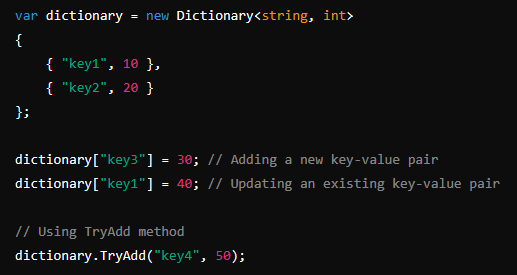 var dictionary = new Dictionary<string, int>
{
    { "key1", 10 },
    { "key2", 20 }
};

dictionary["key3"] = 30; // Adding a new key-value pair
dictionary["key1"] = 40; // Updating an existing key-value pair

// Using TryAdd method
dictionary.TryAdd("key4", 50);